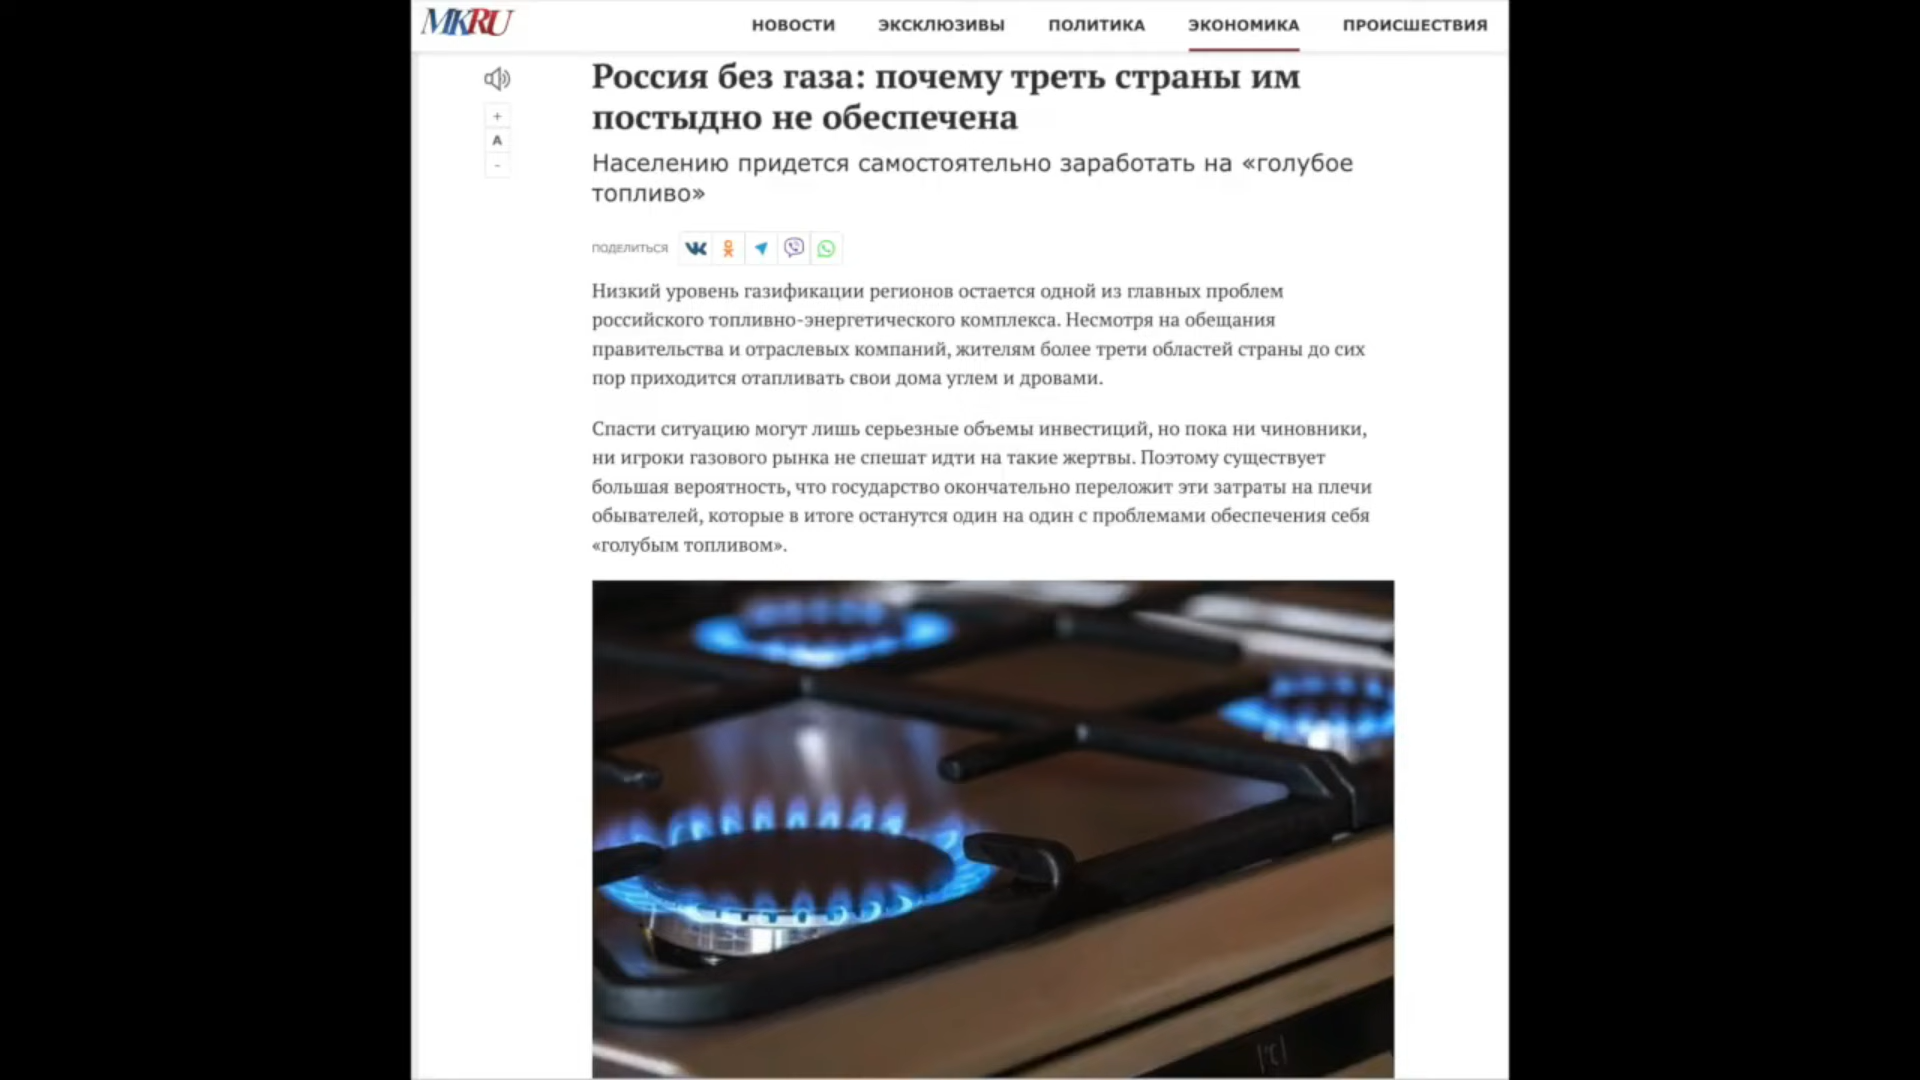 MKRU
НОВОСТИ ЭКСКЛЮЗИВЫ ПОЛИТИКА ЭКОНОМИКА ПРОИСШЕСТВИЯ
Россия без газа: почему треть страны им
постыдно не обеспечена
+
A
-
Населению придется самостоятельно заработать на «голубое
топливо»
ПОДЕЛИТЬСЯ
Низкий уровень газификации регионов остается одной из главных проблем
российского топливно-энергетического комплекса. Несмотря на обещания
правительства и отраслевых компаний, жителям более трети областей страны до сих
пор приходится отапливать свои дома углем и дровами.
Спасти ситуацию могут лишь серьезные объемы инвестиций, но пока ни чиновники,
ни игроки газового рынка не спешат идти на такие жертвы. Поэтому существует
большая вероятность, что государство окончательно переложит эти затраты на плечи
обывателей, которые в итоге останутся один на один с проблемами обеспечения себя
«голубым топливом».